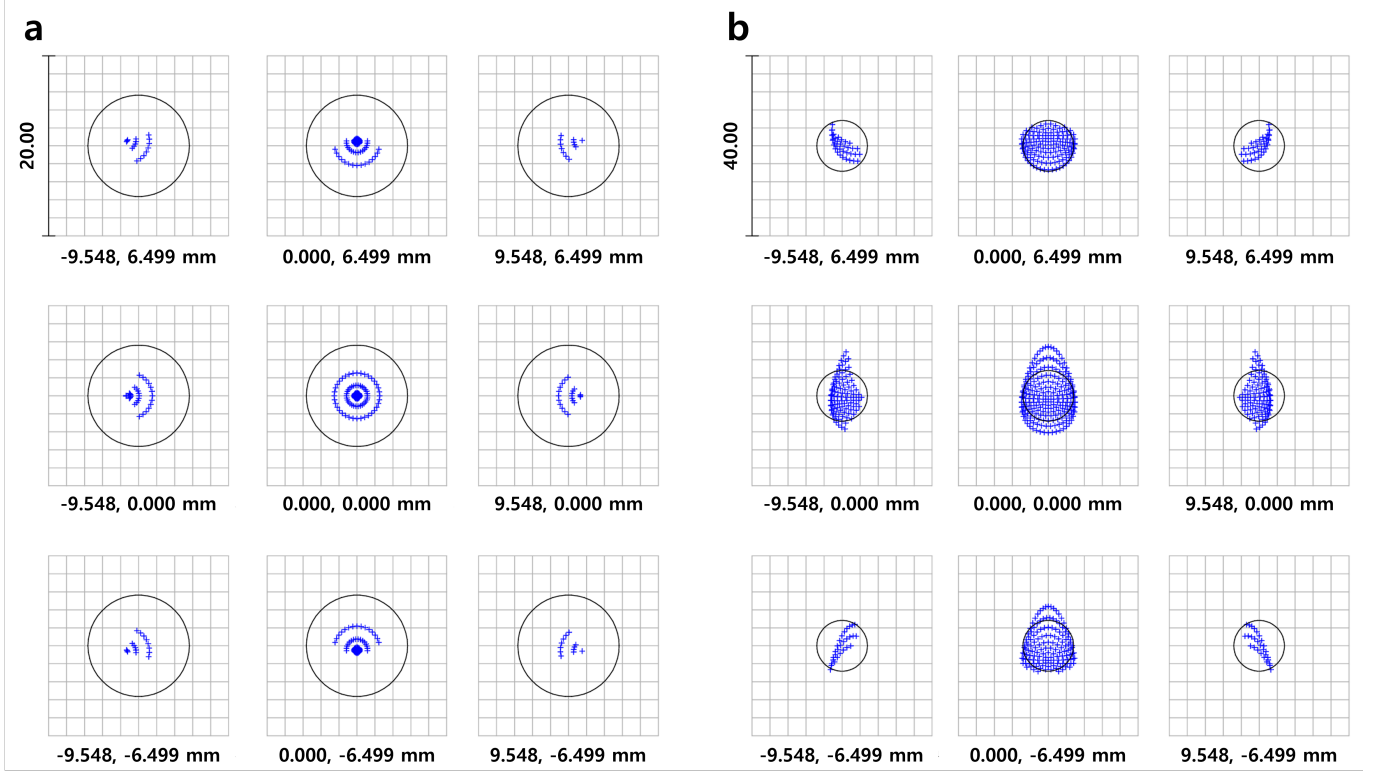 a
b
20.00
40.00
-9.548, 6.499 mm
0.000, 6.499 mm
9.548, 6.499 mm
-9.548, 6.499 mm
0.000, 6.499 mm
9.548, 6.499 mm
-9.548, 0.000 mm
0.000, 0.000 mm
9.548, 0.000 mm
-9.548, 0.000 mm
0.000, 0.000 mm
9.548, 0.000 mm
-9.548, -6.499 mm
0.000, -6.499 mm
9.548, -6.499 mm
-9.548, -6.499 mm
0.000, -6.499 mm
9.548, -6.499 mm